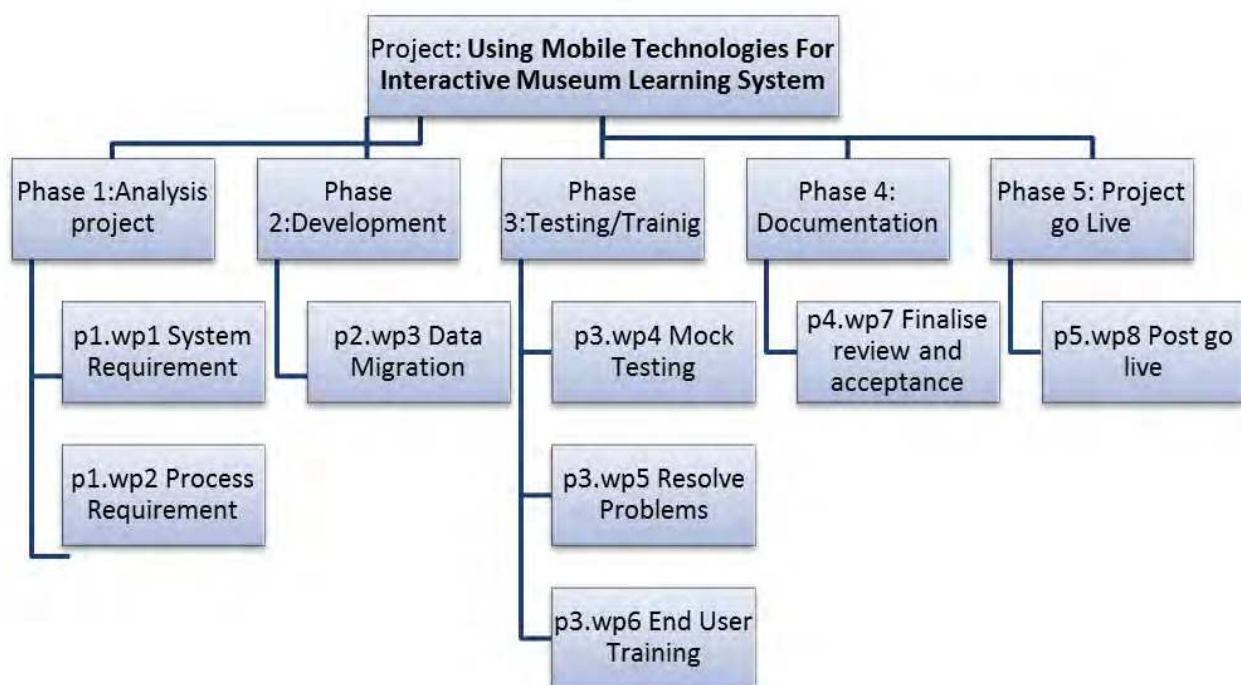 Project: Using Mobile Technologies For
Interactive Museum Learning System
Phase 1:Analysis
project
Phase
2:Development
Phase
3:Testing/Trainig
Phase 4:
Documentation
Phase 5: Project
go Live
p1.wp1 System
Requirement
p2.wp3 Data
Migration
p3.wp4 Mock
Testing
p4.wp7 Finalise
review and
acceptance
p5.wp8 Post go
live
p1.wp2 Process
Requirement
p3.wp5 Resolve
Problems
p3.wp6 End User
Training